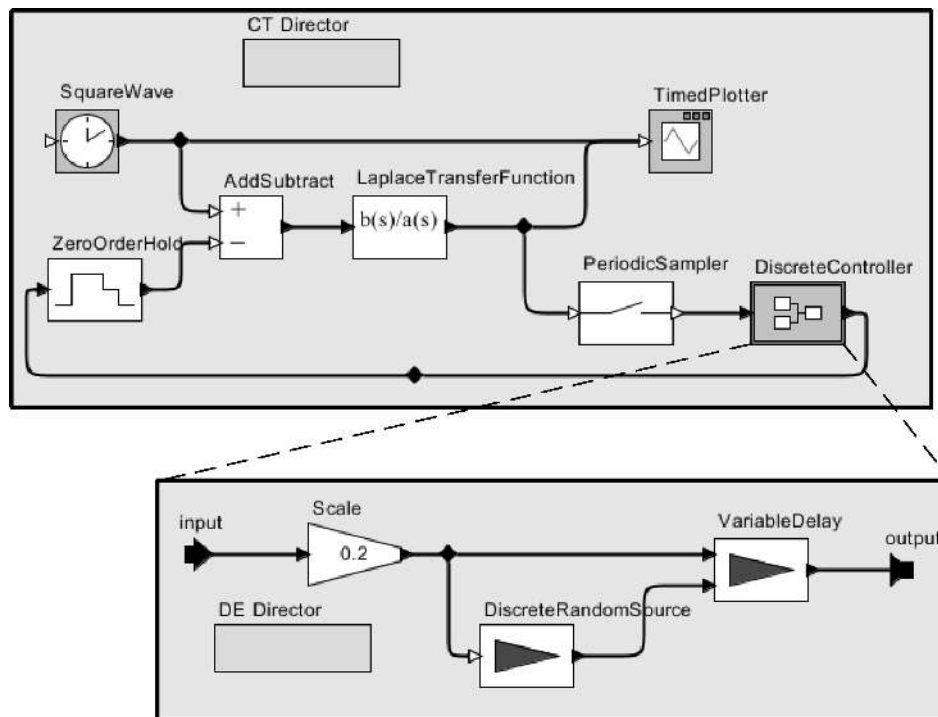 CT Director
SquareWave
TimedPlotter
AddSubtract
LaplaceTransferFunction
+
b(s)/a(s)
−
ZeroOrderHold
PeriodicSampler
DiscreteController
Scale
input
VariableDelay
0.2
output
DE Director
DiscreteRandomSource